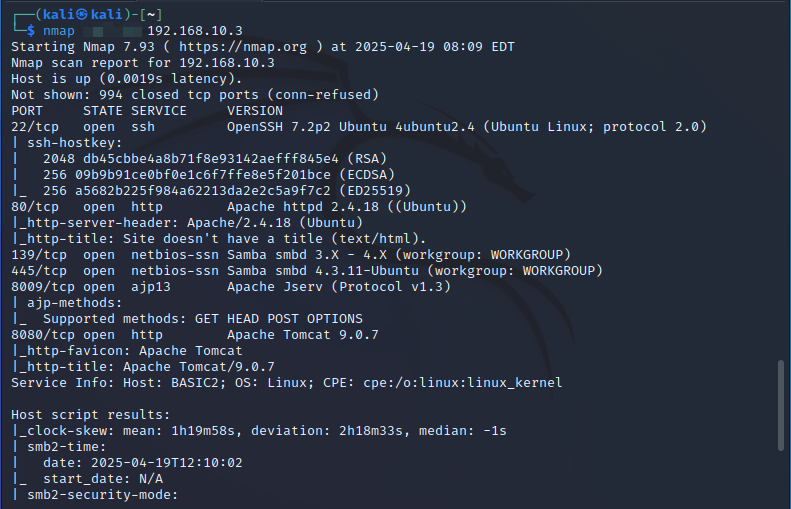 ┌──(kali㉿kali)-[~]
└─$ nmap 192.168.10.3
Starting Nmap 7.93 ( https://nmap.org ) at 2025-04-19 08:09 EDT
Nmap scan report for 192.168.10.3
Host is up (0.0019s latency).
Not shown: 994 closed tcp ports (conn-refused)
PORT     STATE SERVICE     VERSION
22/tcp   open  ssh         OpenSSH 7.2p2 Ubuntu 4ubuntu2.4 (Ubuntu Linux; protocol 2.0)
| ssh-hostkey:
|   2048 db45cbbe4a8b71f8e93142aefff845e4 (RSA)
|   256 09b9b91ce0bf0e1c6f7ffe8e5f201bce (ECDSA)
|_  256 a5682b225f984a62213da2e2c5a9f7c2 (ED25519)
80/tcp   open  http        Apache httpd 2.4.18 ((Ubuntu))
|_http-server-header: Apache/2.4.18 (Ubuntu)
|_http-title: Site doesn't have a title (text/html).
139/tcp  open  netbios-ssn Samba smbd 3.X - 4.X (workgroup: WORKGROUP)
445/tcp  open  netbios-ssn Samba smbd 4.3.11-Ubuntu (workgroup: WORKGROUP)
8009/tcp open  ajp13       Apache Jserv (Protocol v1.3)
| ajp-methods:
|_  Supported methods: GET HEAD POST OPTIONS
8080/tcp open  http        Apache Tomcat 9.0.7
|_http-favicon: Apache Tomcat
|_http-title: Apache Tomcat/9.0.7
Service Info: Host: BASIC2; OS: Linux; CPE: cpe:/o:linux:linux_kernel

Host script results:
|_clock-skew: mean: 1h19m58s, deviation: 2h18m33s, median: -1s
| smb2-time:
|   date: 2025-04-19T12:10:02
|_  start_date: N/A
| smb2-security-mode: